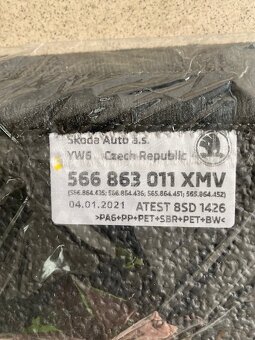 Škoda Auto a.s.
YW6 Czech Republic
566 863 011 XMV
(566.864.435; 566.864.436; 565.864.451; 565.864.452)
04.01.2021 ATEST 8SD 1426
>PA6+PP+PET+SBR+PET+BW<